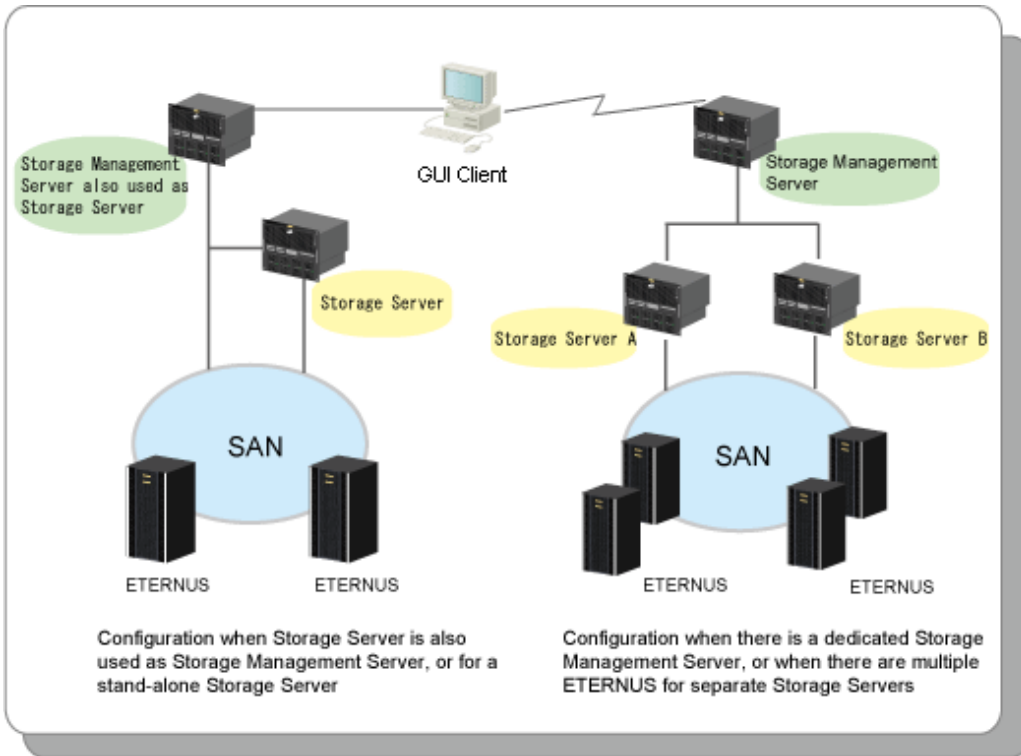 GUI Client
Storage Management
Server also used as
Storage Server
Storage Server
SAN
ETERNUS
ETERNUS
Configuration when Storage Server is also
used as Storage Management Server, or for a
stand-alone Storage Server
Storage Management
Server
Storage Server A
Storage Server B
SAN
ETERNUS
ETERNUS
Configuration when there is a dedicated Storage
Management Server, or when there are multiple
ETERNUS for separate Storage Servers